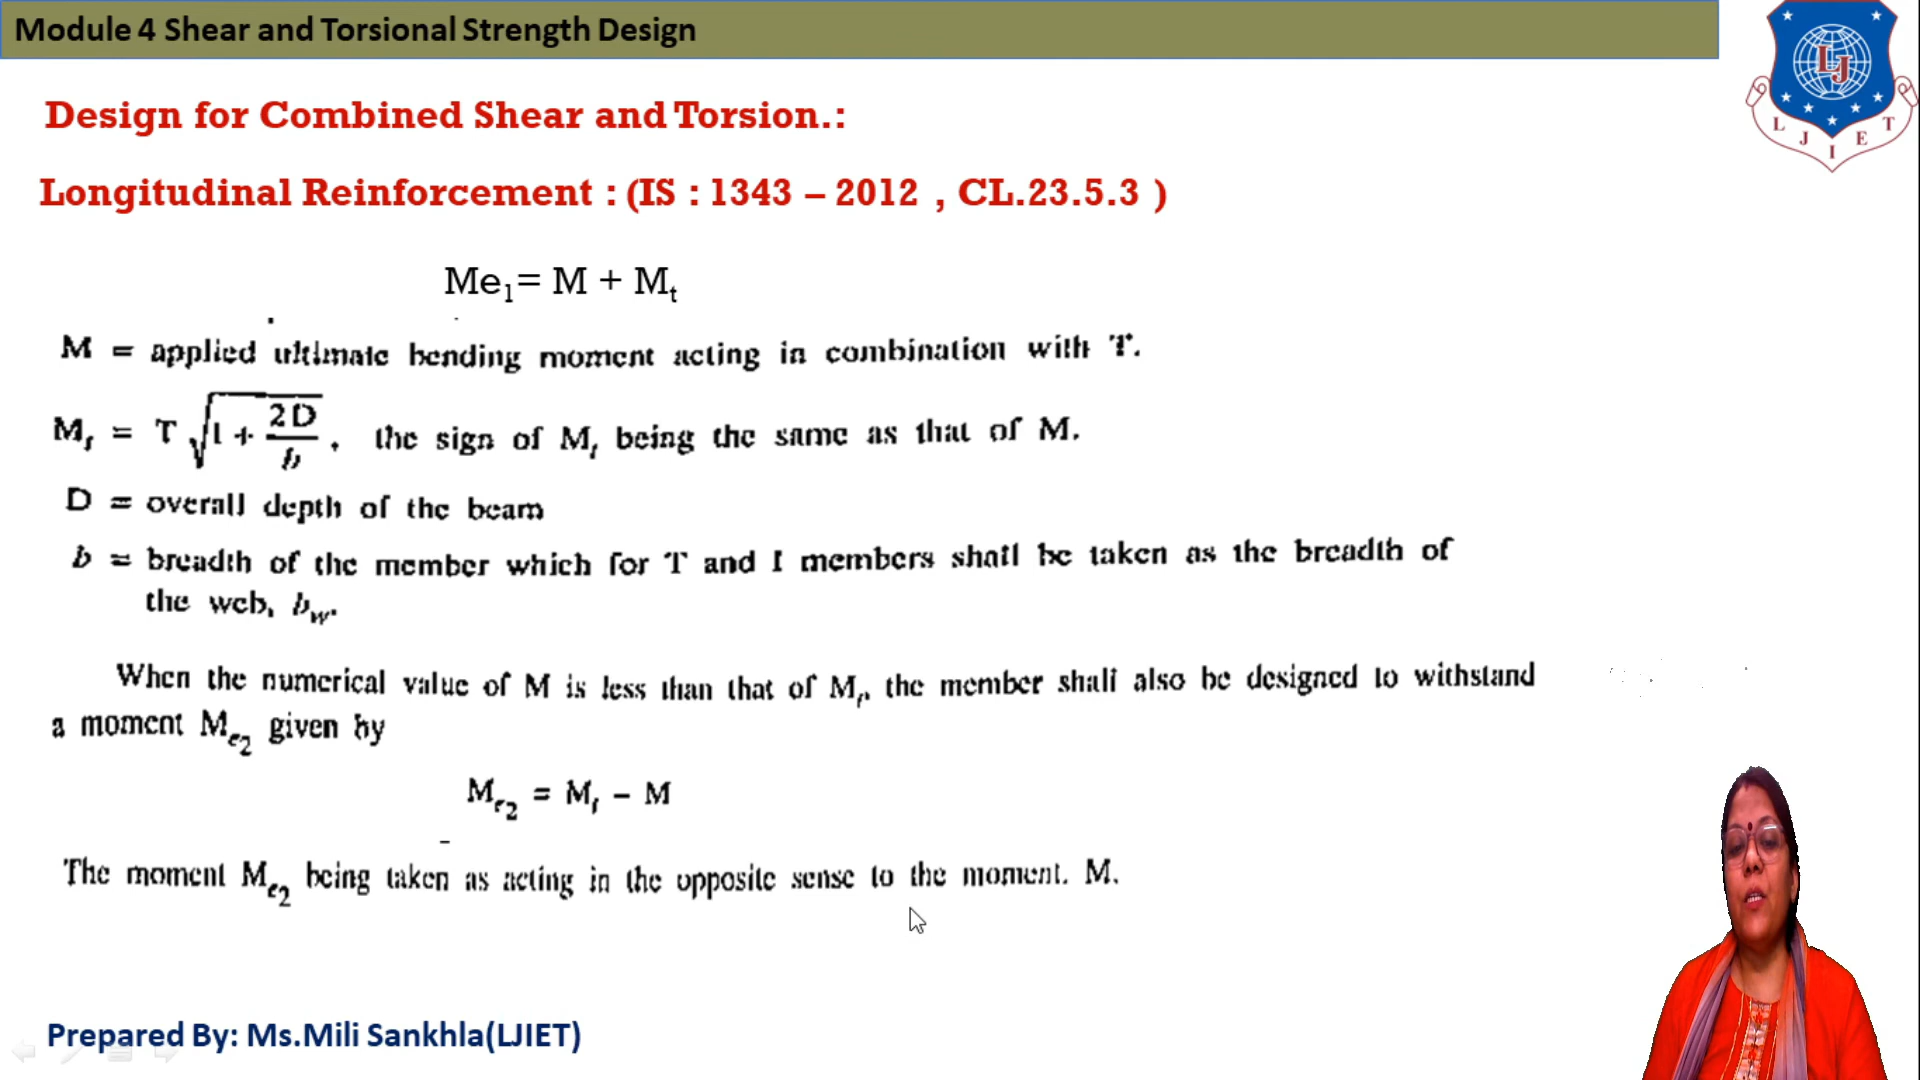 Module 4 Shear and Torsional Strength Design
Design for Combined Shear and Torsion.:
Longitudinal Reinforcement : (IS : 1343 – 2012 , CL.23.5.3 )
Me₁= M + Mₜ
M = applied ultimate bending moment acting in combination with T.
Mₜ = T √(1 + 2D/b), the sign of Mₜ being the same as that of M.
D = overall depth of the beam
b = breadth of the member which for T and I members shall be taken as the breadth of
the web, b_w.
When the numerical value of M is less than that of Mₜ, the member shall also be designed to withstand
a moment Mₑ₂ given by
Mₑ₂ = Mₜ – M
The moment Mₑ₂ being taken as acting in the opposite sense to the moment. M.
Prepared By: Ms.Mili Sankhla(LJIET)
LJ
L J I E T